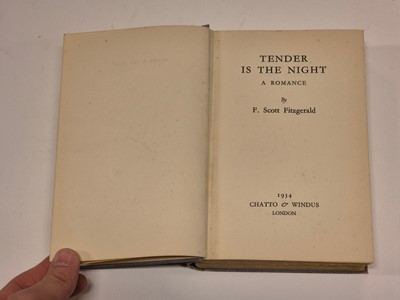 TENDER
IS THE NIGHT
A ROMANCE
By
F. Scott Fitzgerald
1934
CHATTO & WINDUS
LONDON